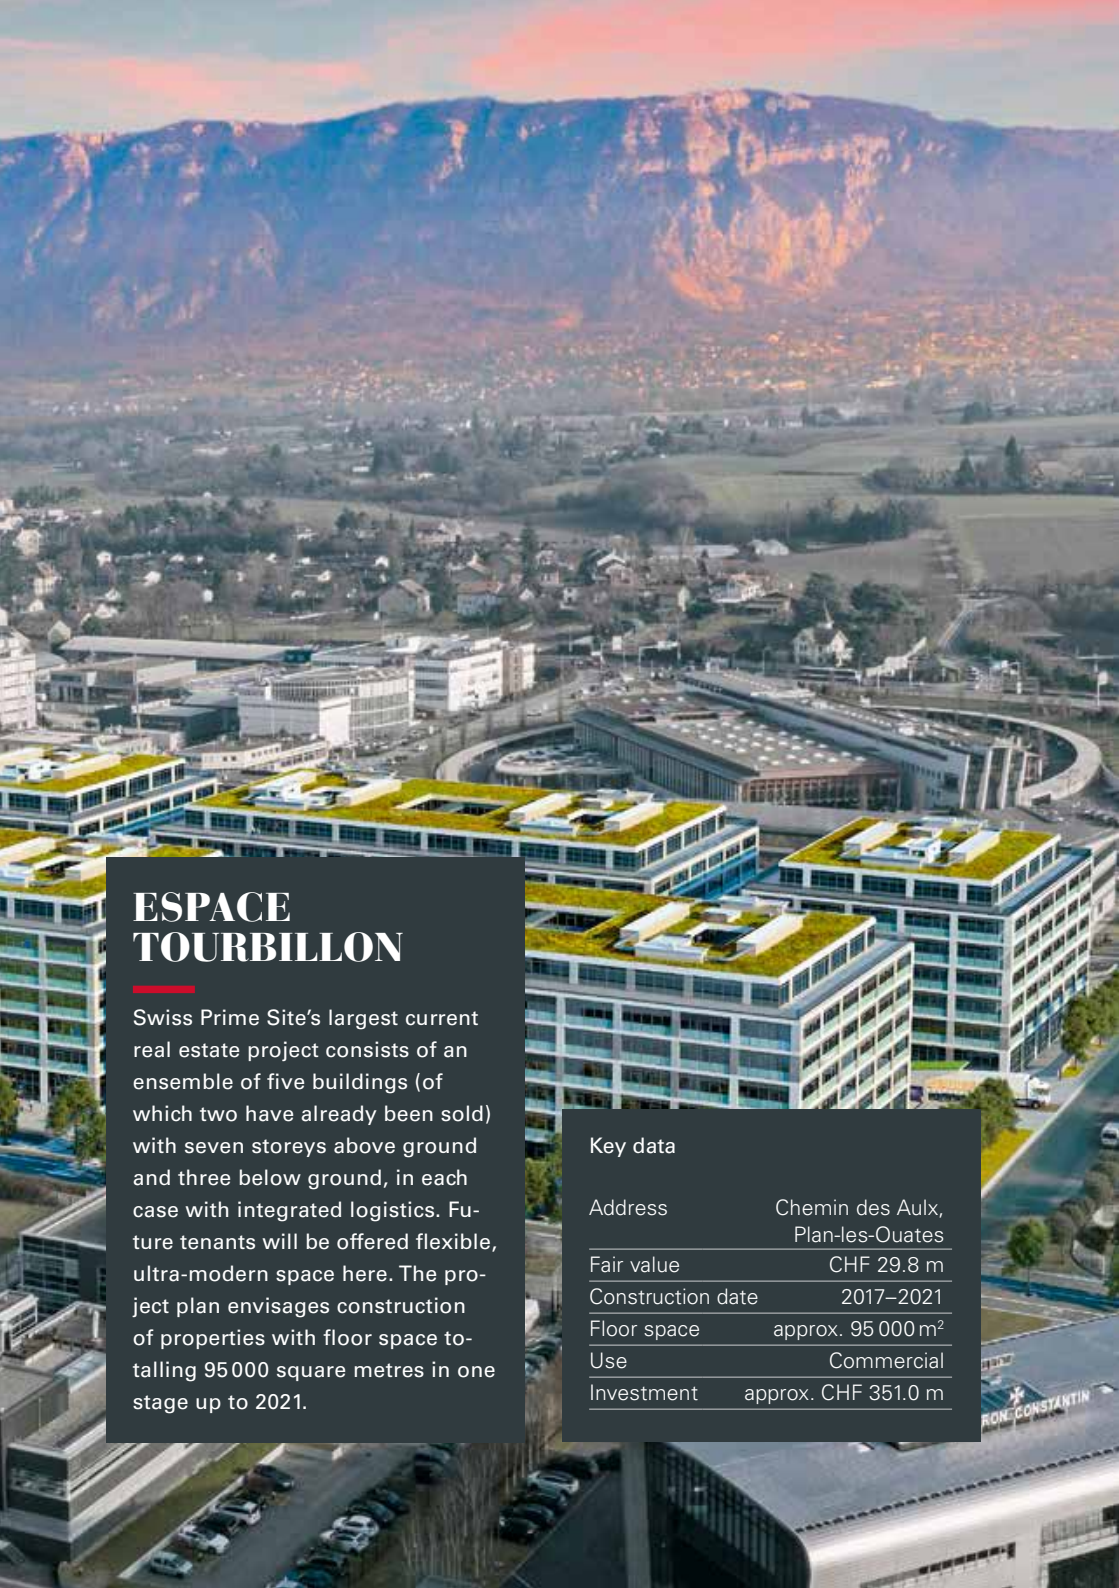 ESPACE
TOURBILLON
Swiss Prime Site’s largest current
real estate project consists of an
ensemble of five buildings (of
which two have already been sold)
with seven storeys above ground
and three below ground, in each
case with integrated logistics. Fu-
ture tenants will be offered flexible,
ultra-modern space here. The pro-
ject plan envisages construction
of properties with floor space to-
talling 95 000 square metres in one
stage up to 2021.
Key data
Address Chemin des Aulx,
Plan-les-Ouates
Fair value CHF 29.8 m
Construction date 2017–2021
Floor space approx. 95 000 m²
Use Commercial
Investment approx. CHF 351.0 m
RON CONSTANTIN